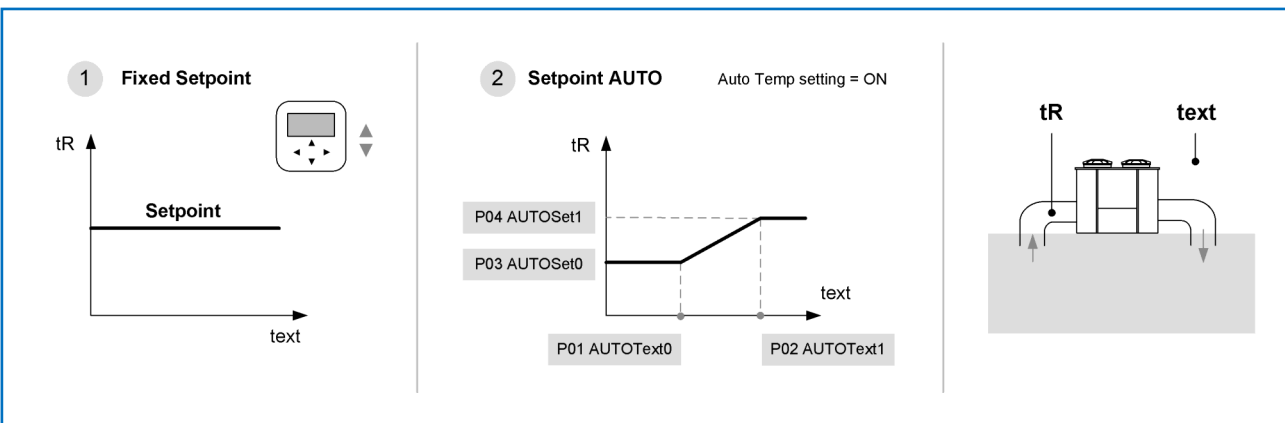 1 Fixed Setpoint
tR
Setpoint
text
2 Setpoint AUTO Auto Temp setting = ON
tR
P04 AUTOSet1
P03 AUTOSet0
text
P01 AUTOText0 P02 AUTOText1
tR text